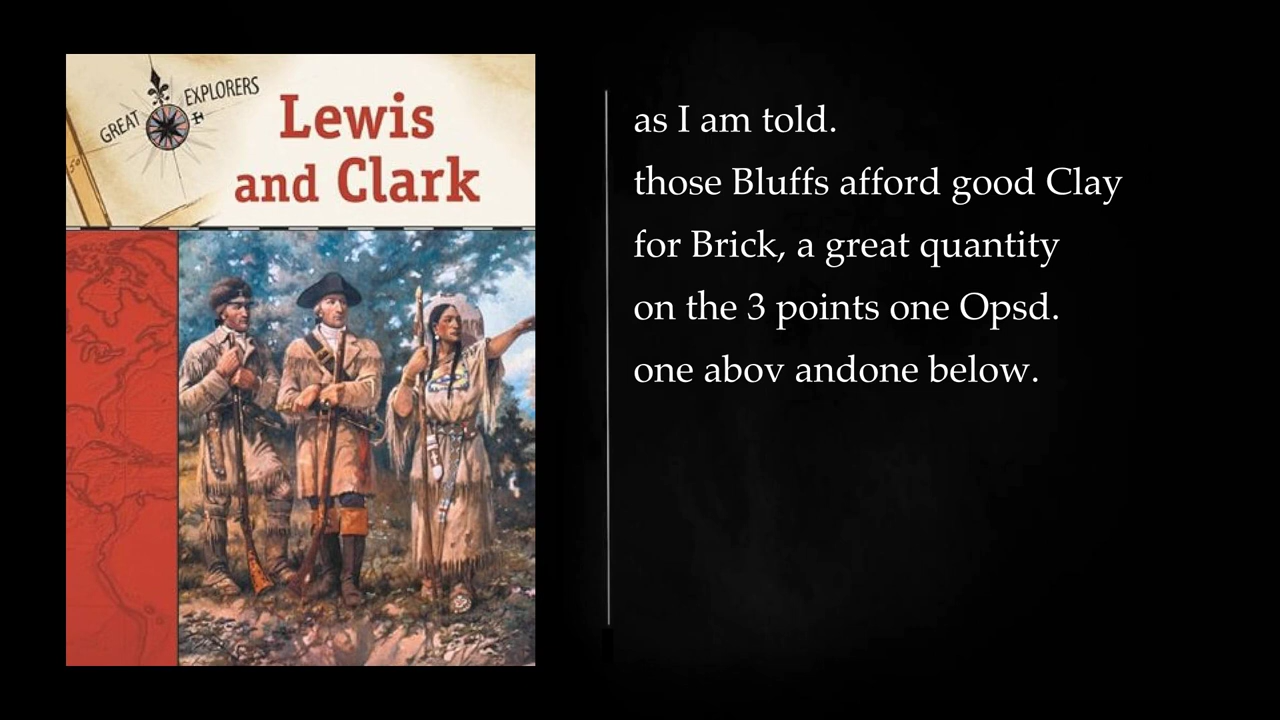 GREAT EXPLORERS
Lewis
and Clark
50
as I am told.
those Bluffs afford good Clay
for Brick, a great quantity
on the 3 points one Opsd.
one abov andone below.